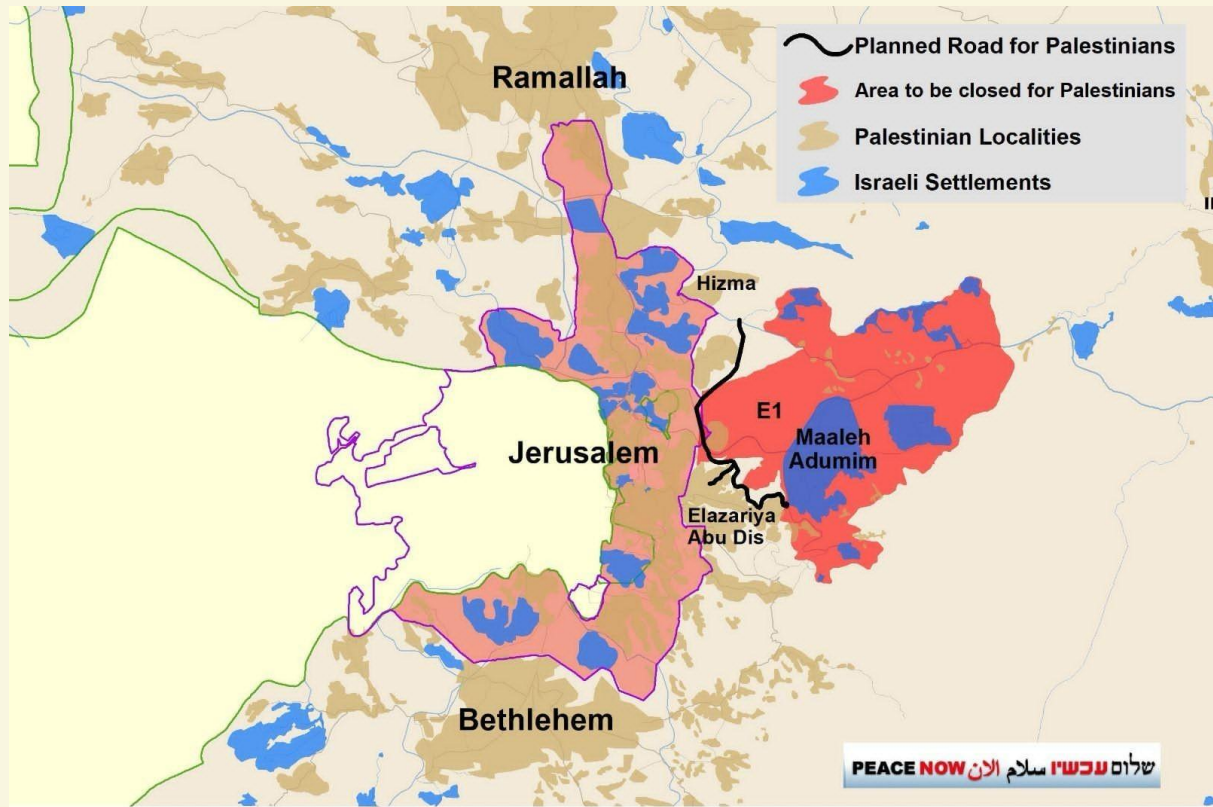 Planned Road for Palestinians
Area to be closed for Palestinians
Palestinian Localities
Israeli Settlements
Ramallah
Hizma
E1
Maaleh
Adumim
Jerusalem
Elazariya
Abu Dis
Bethlehem
PEACE NOW שלום עכשיו سلام الان